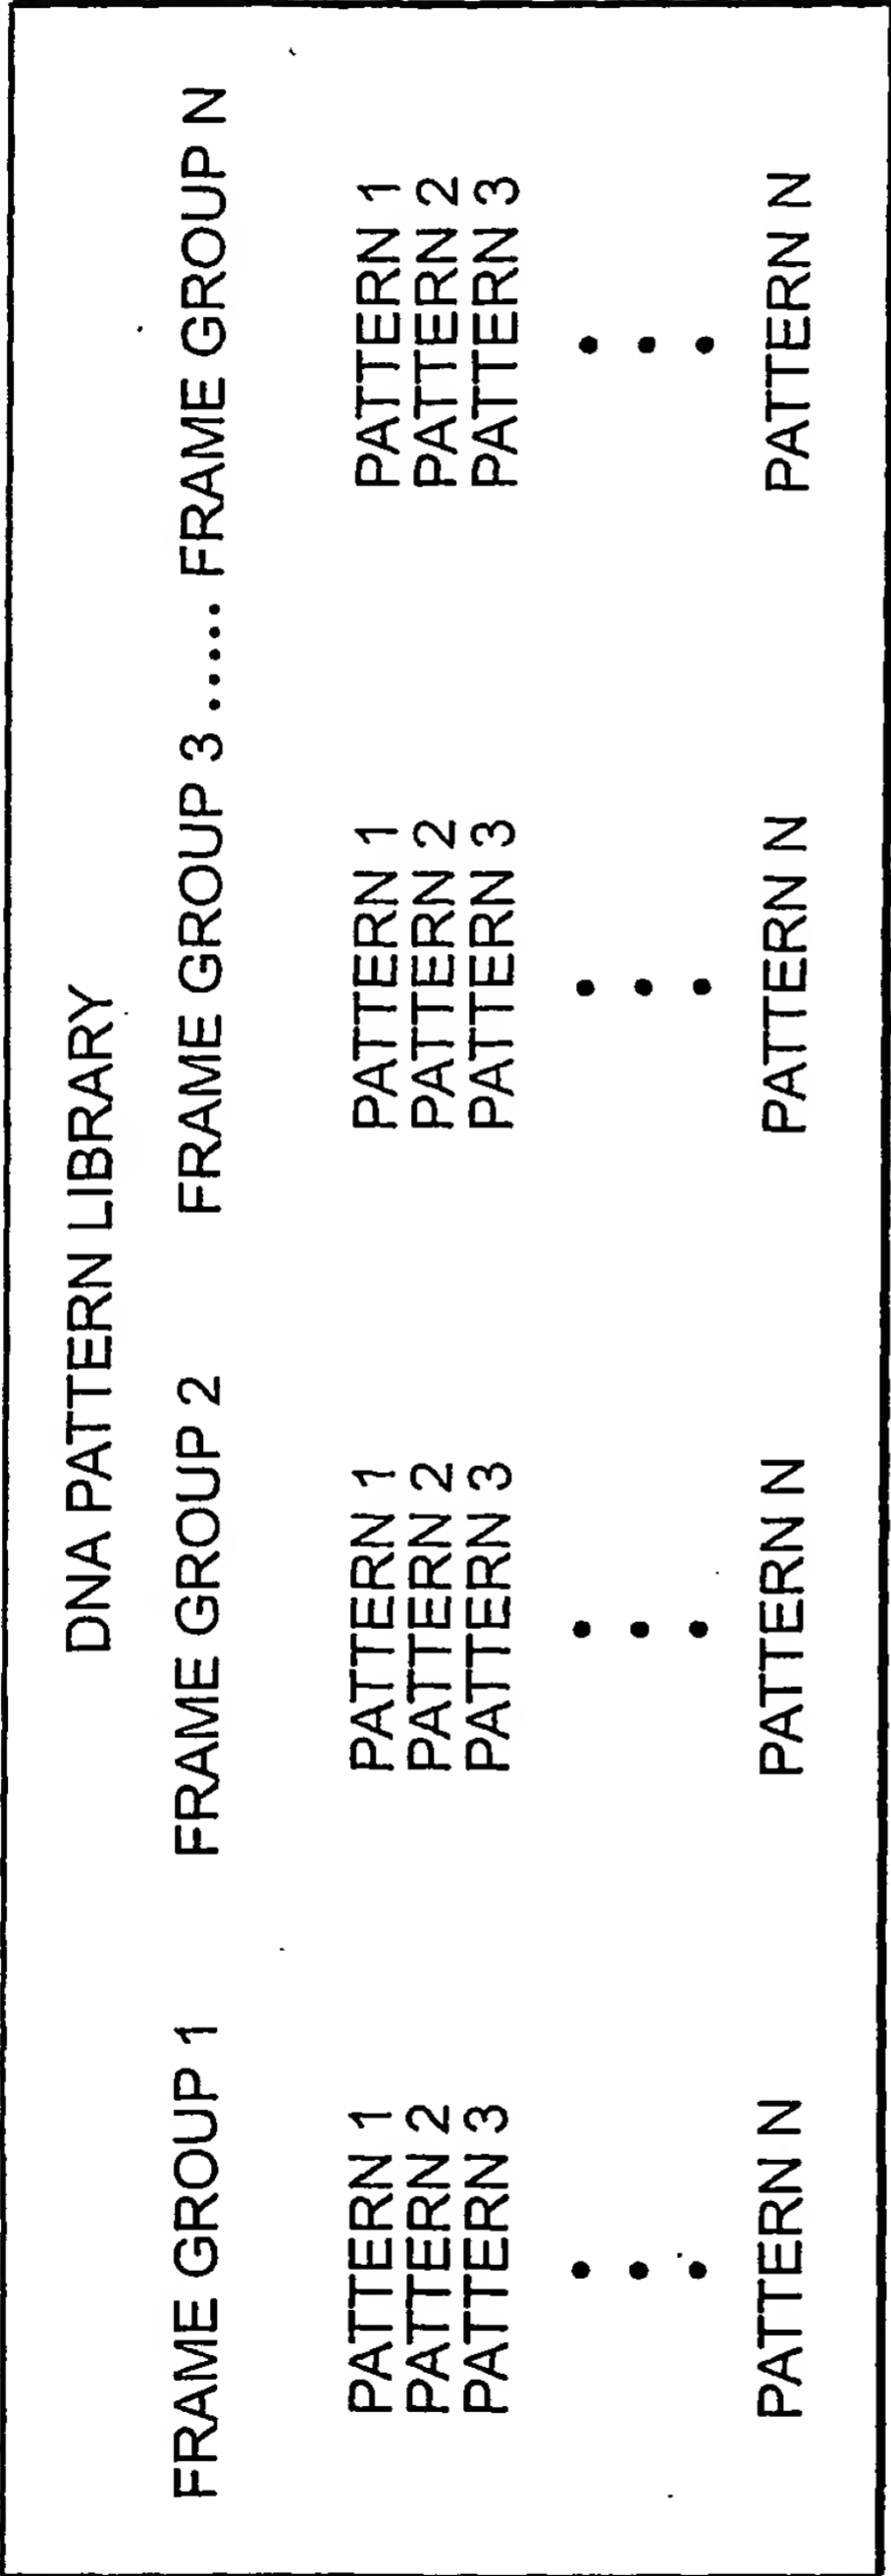 DNA PATTERN LIBRARY
FRAME GROUP 1 FRAME GROUP 2 FRAME GROUP 3 ...... FRAME GROUP N
PATTERN 1 PATTERN 1 PATTERN 1 PATTERN 1
PATTERN 2 PATTERN 2 PATTERN 2 PATTERN 2
PATTERN 3 PATTERN 3 PATTERN 3 PATTERN 3
• • • •
• • • •
• • • •
PATTERN N PATTERN N PATTERN N PATTERN N